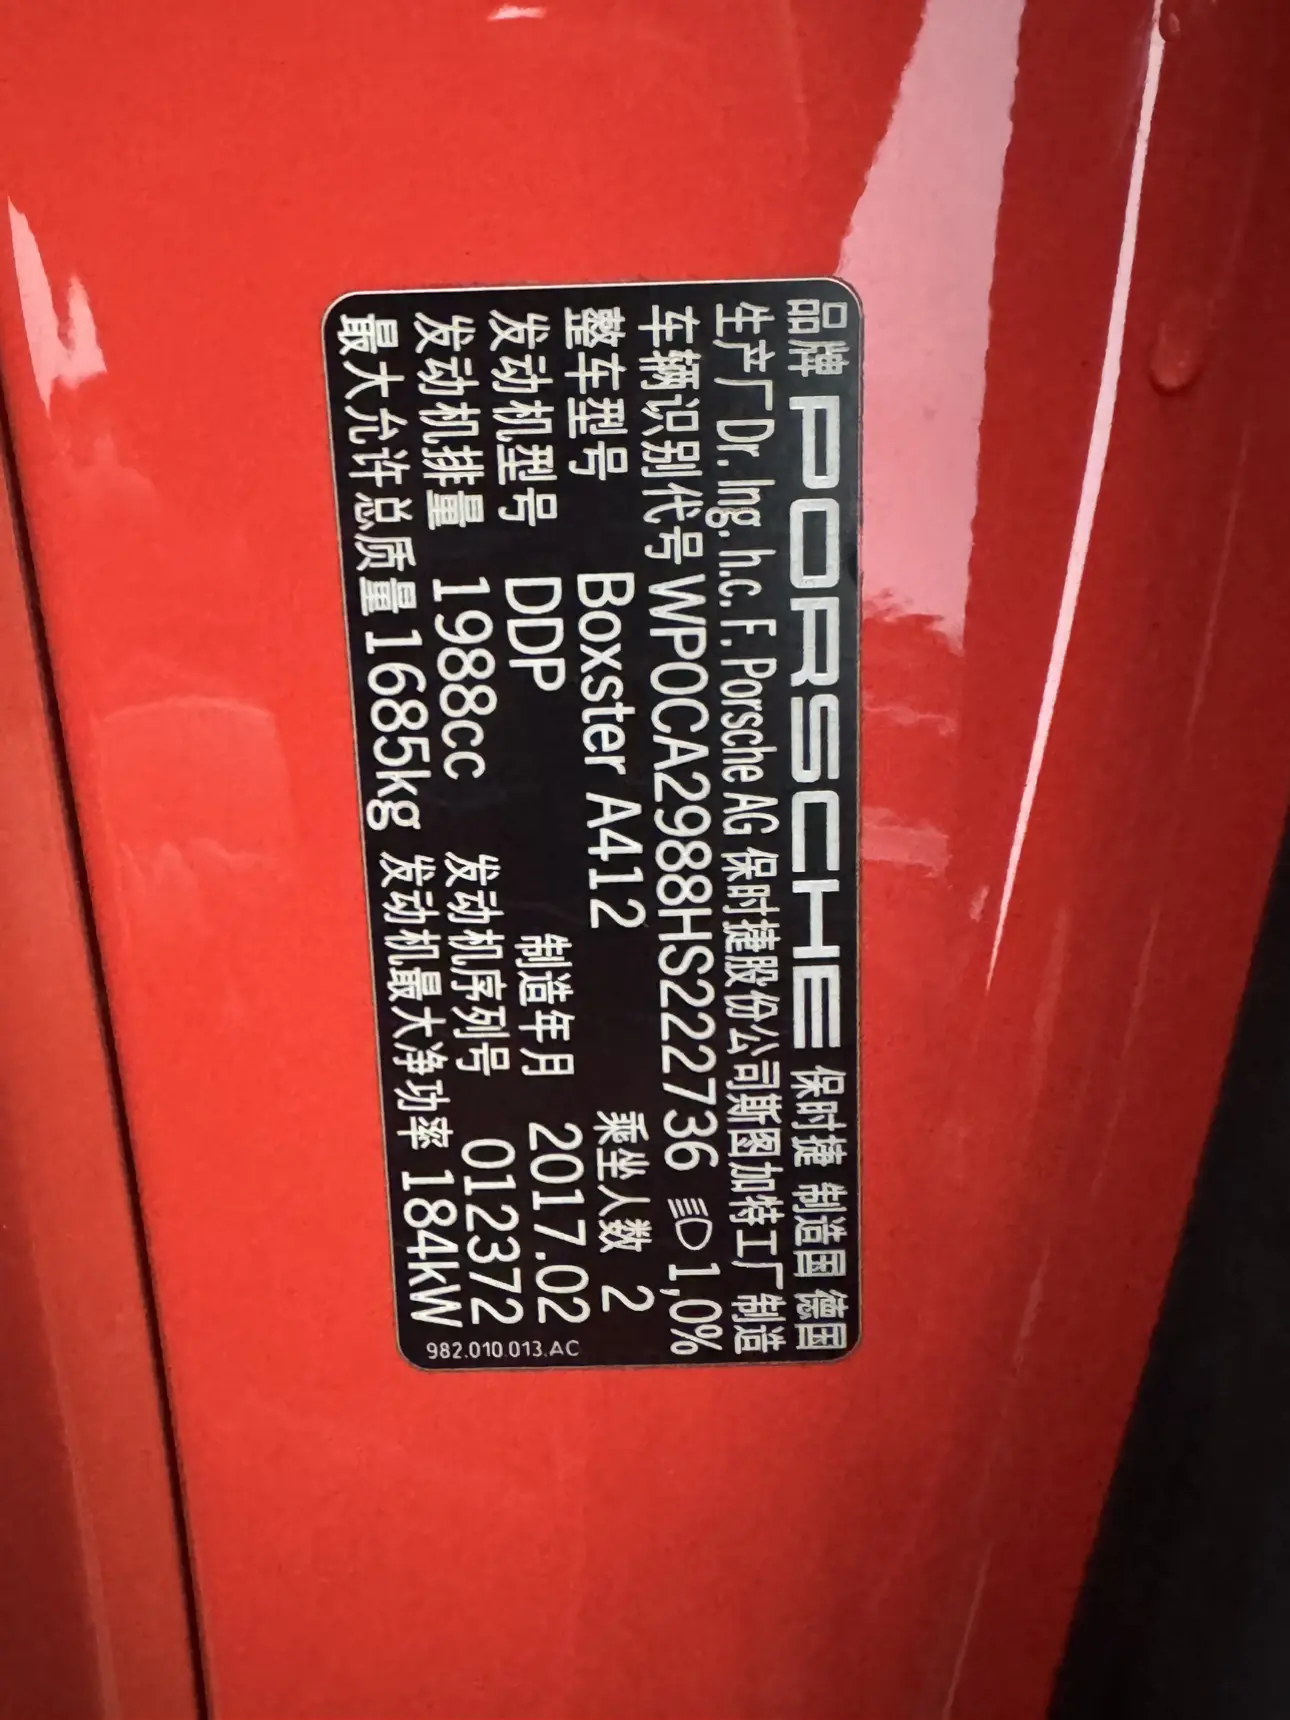 品牌 PORSCHE 保时捷 制造国 德国
生产厂 Dr. Ing. h.c. F. Porsche AG 保时捷股份公司斯图加特工厂制造
车辆识别代号 WP0CA2988HS222736 1,0%
整车型号 Boxster A412 乘坐人数 2
发动机型号 DDP 制造年月 2017.02
发动机排量 1988cc 发动机序列号 012372
最大允许总质量 1685kg 发动机最大净功率 184kW
982.010.013.AC